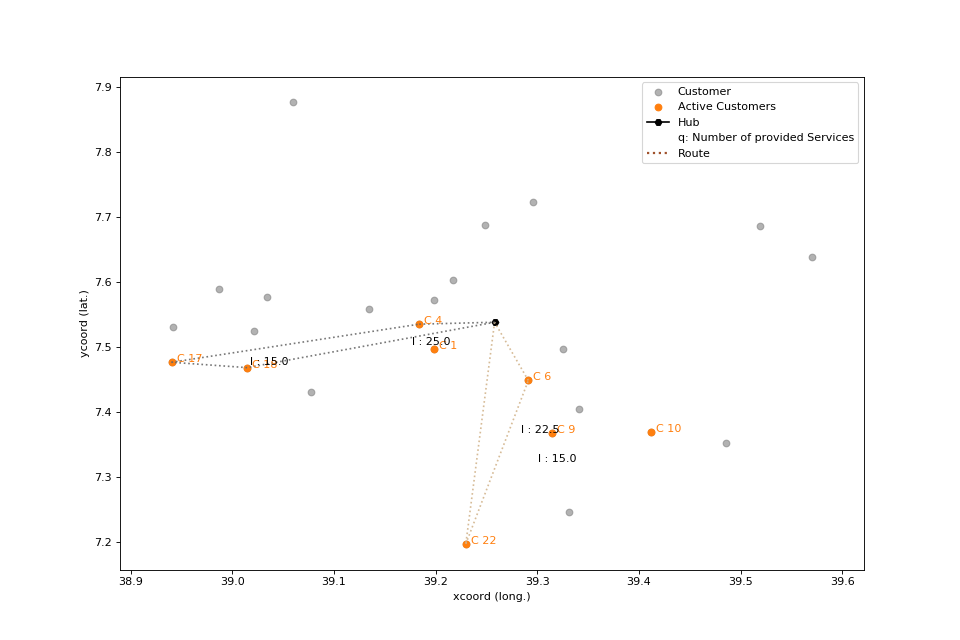 7.9
7.8
7.7
7.6
7.5
7.4
7.3
7.2
ycoord (lat.)
38.9 39.0 39.1 39.2 39.3 39.4 39.5 39.6
xcoord (long.)
Customer
Active Customers
Hub
q: Number of provided Services
Route
C 4
l : 25.0
C 1
C 17
l : 15.0
C 6
l : 22.5
C 9
C 10
l : 15.0
C 22